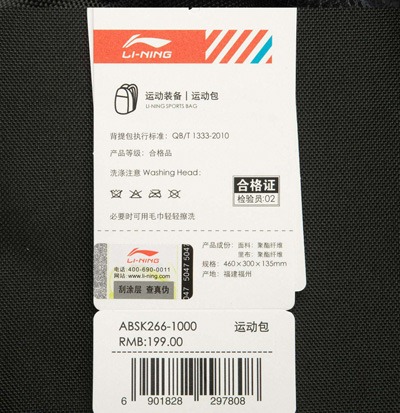 LI-NING
运动装备 | 运动包
LI-NING SPORTS BAG
背提包执行标准: QB/T 1333-2010
产品等级: 合格品
洗涤注意 Washing Head:
合格证
检验员:02
必要时可用毛巾轻轻擦洗
LI-NING
电话:400-690-0011
网站:www.li-ning.com
刮涂层 查真伪
5047 5047 5047
产品成份: 面料: 聚酯纤维
里布: 聚酯纤维
规格: 460×300×135mm
产地: 福建福州
ABSK266-1000 运动包
RMB:199.00
6 901828 297808